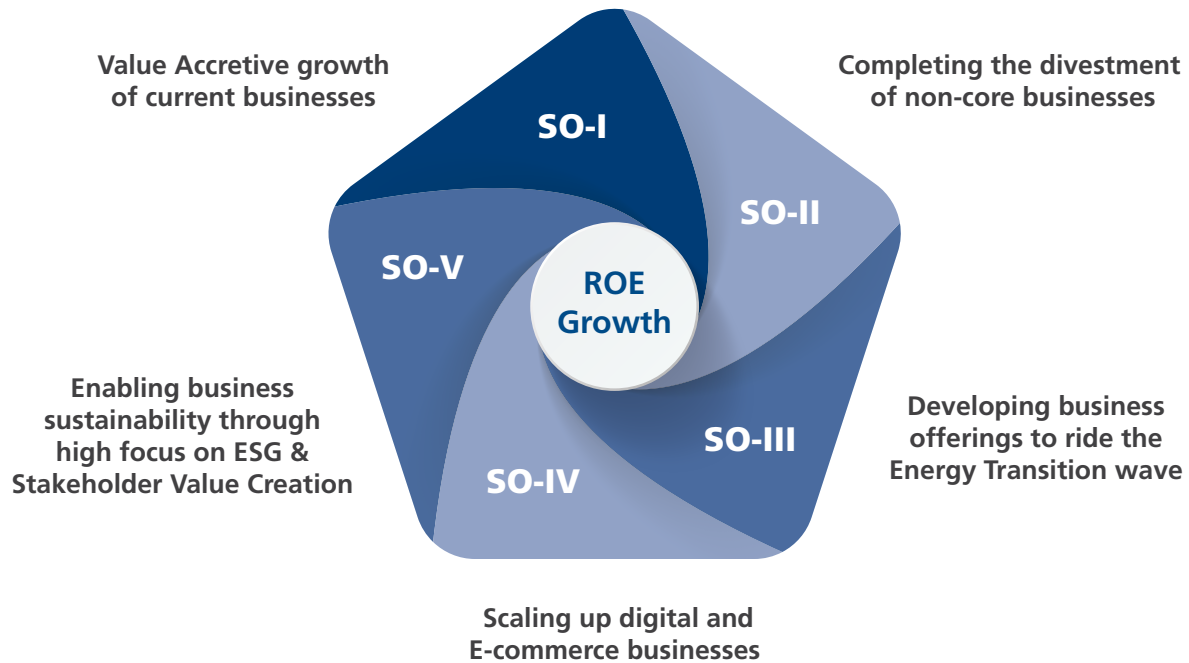 Value Accretive growth
of current businesses
SO-I
Completing the divestment
of non-core businesses
SO-II
SO-V
ROE
Growth
Enabling business
sustainability through
high focus on ESG &
Stakeholder Value Creation
Developing business
offerings to ride the
Energy Transition wave
SO-III
SO-IV
Scaling up digital and
E-commerce businesses